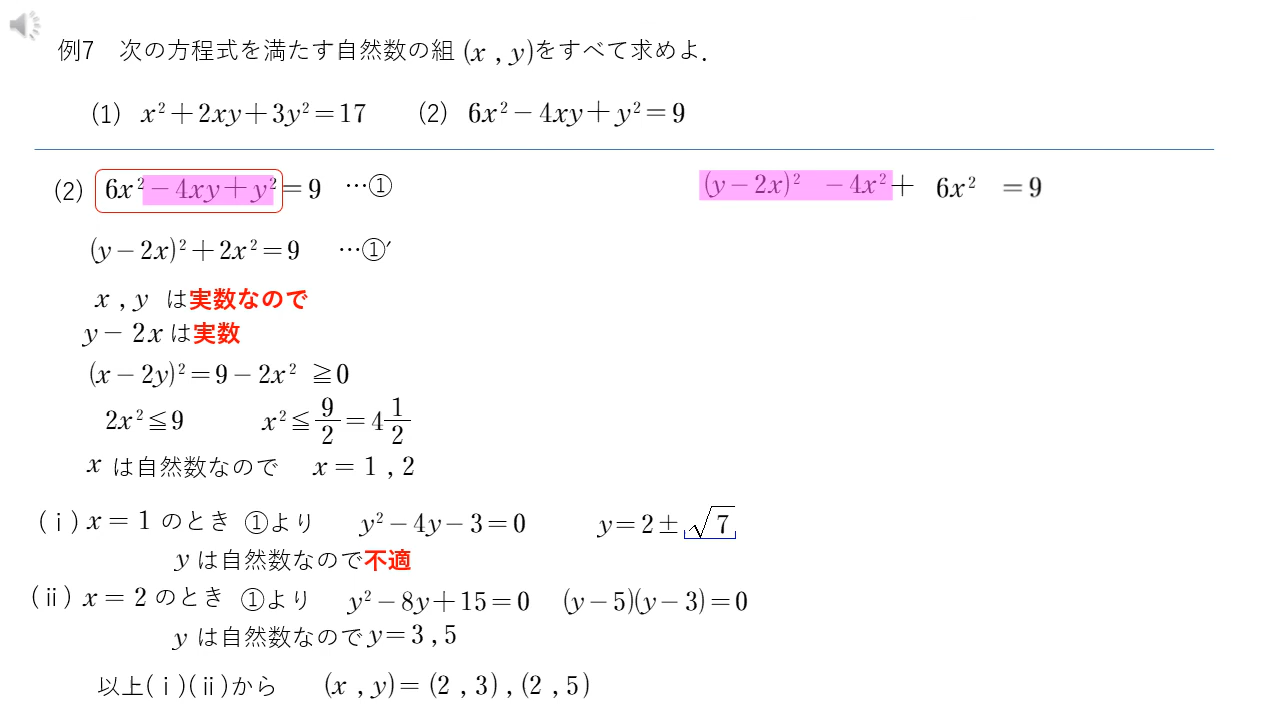 例7 次の方程式を満たす自然数の組 (x , y)をすべて求めよ.
(1) x²+2xy+3y²=17 (2) 6x²−4xy+y²=9
(2) 6x²−4xy+y²=9 …① (y−2x)² −4x²+ 6x² =9
(y−2x)²+2x²=9 …①′
x , y は実数なので
y−2xは実数
(x−2y)²=9−2x² ≧0
2x²≦9 x²≦9/2=4 1/2
x は自然数なので x=1 , 2
(ⅰ) x=1 のとき ①より y²−4y−3=0 y=2±√7
y は自然数なので不適
(ⅱ) x=2 のとき ①より y²−8y+15=0 (y−5)(y−3)=0
y は自然数なので y=3 , 5
以上(ⅰ)(ⅱ)から (x , y)=(2 , 3) , (2 , 5)